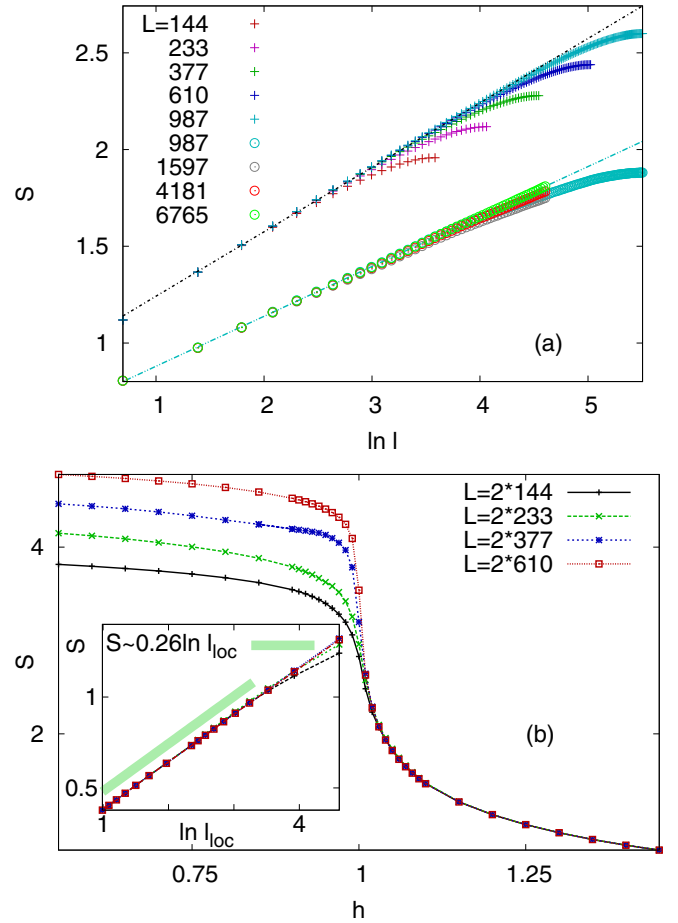 L=144
233
377
610
987
987
1597
4181
6765
2.5
2
1.5
1
S
(a)
1 2 3 4 5
ln l
L=2*144
L=2*233
L=2*377
L=2*610
4
2
S
S~0.26ln l_loc
S
1
0.5
1 4
ln l_loc
(b)
0.75 1 1.25
h